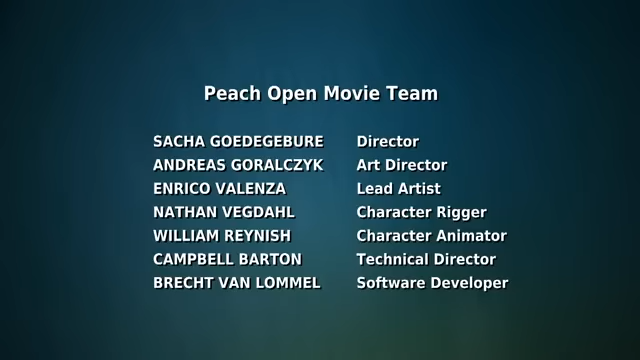 Peach Open Movie Team
SACHA GOEDEGEBURE Director
ANDREAS GORALCZYK Art Director
ENRICO VALENZA Lead Artist
NATHAN VEGDAHL Character Rigger
WILLIAM REYNISH Character Animator
CAMPBELL BARTON Technical Director
BRECHT VAN LOMMEL Software Developer